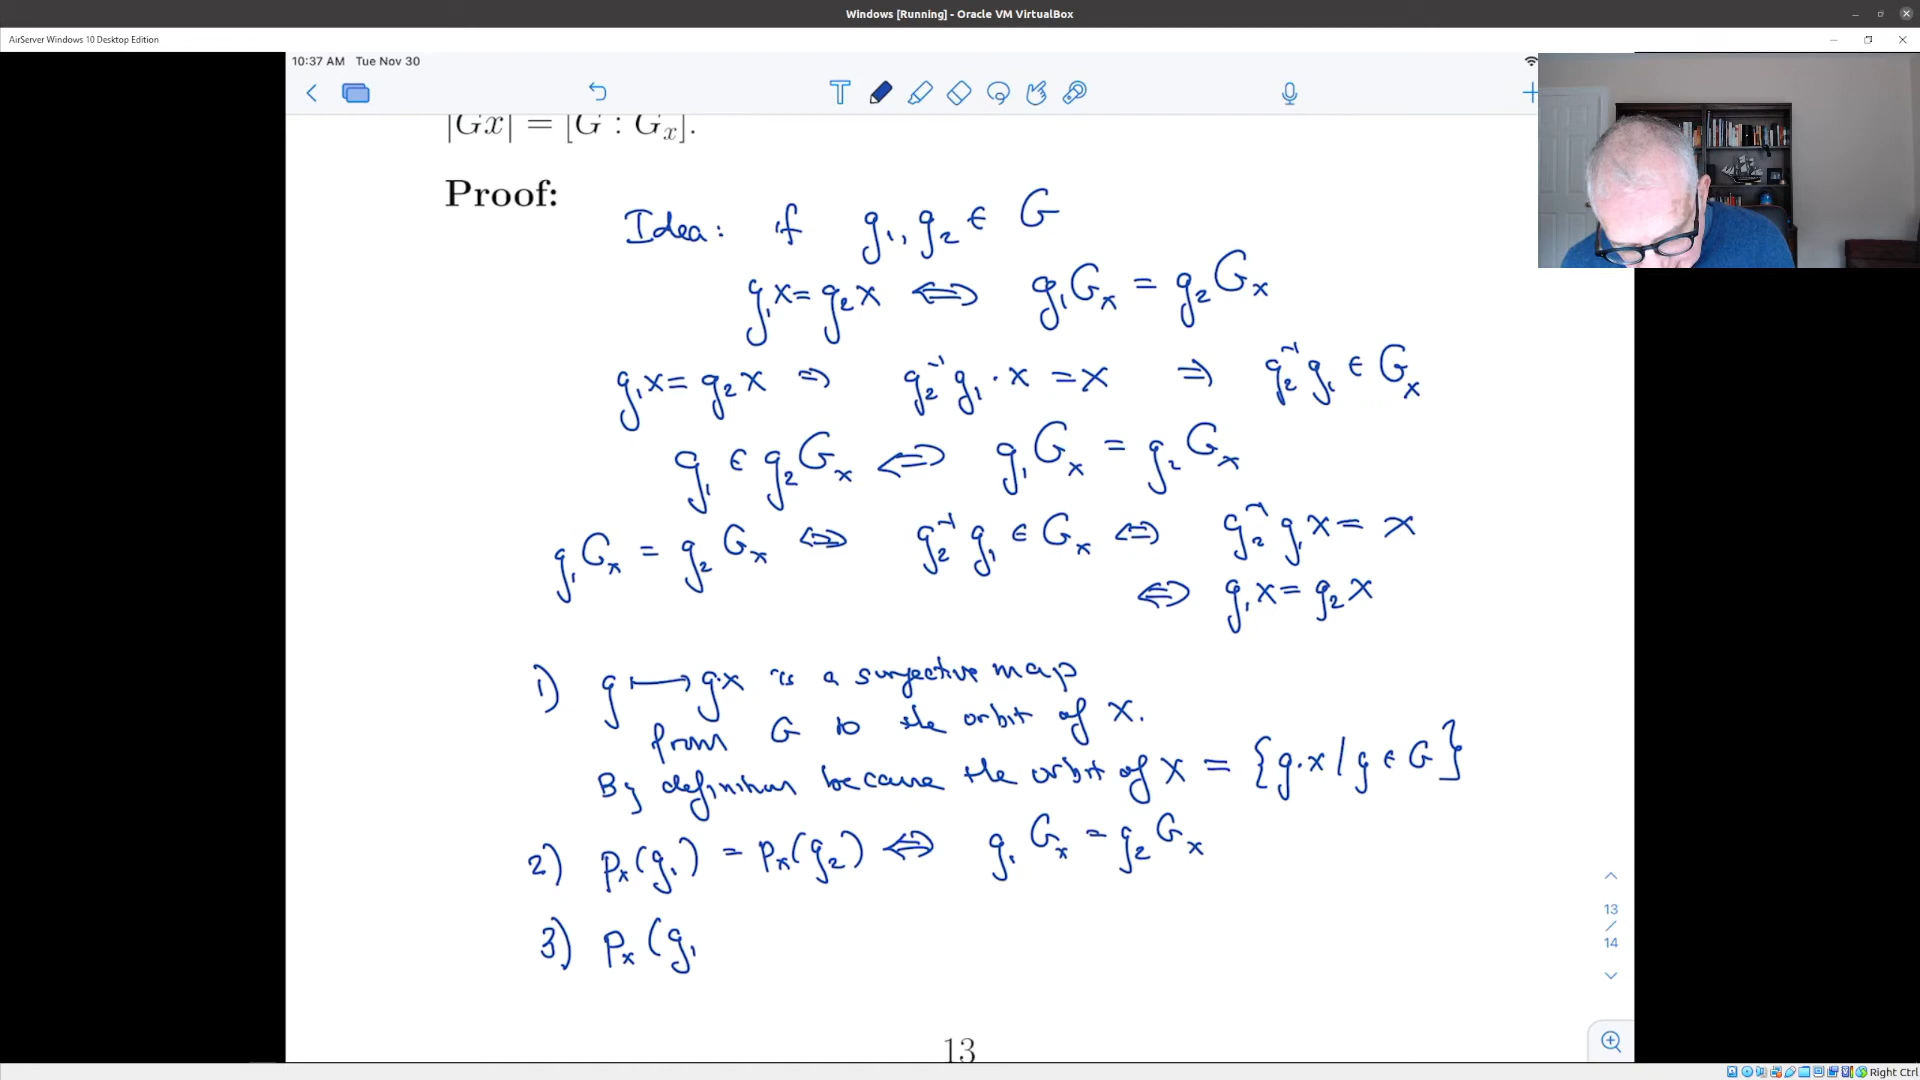 Windows [Running] - Oracle VM VirtualBox
AirServer Windows 10 Desktop Edition
10:37 AM Tue Nov 30
|Gx| = [G : Gₓ].
Proof:
Idea: if g₁, g₂ ∈ G
g₁x = g₂x ⇔ g₁Gₓ = g₂Gₓ
g₁x = g₂x ⇒ g₂⁻¹g₁·x = x ⇒ g₂⁻¹g₁ ∈ Gₓ
g₁ ∈ g₂Gₓ ⇔ g₁Gₓ = g₂Gₓ
g₁Gₓ = g₂Gₓ ⇔ g₂⁻¹g₁ ∈ Gₓ ⇔ g₂⁻¹g₁x = x
⇔ g₁x = g₂x
1) g ⟼ g·x is a surjective map
from G to the orbit of x.
By definition because the orbit of x = {g·x | g ∈ G}
2) pₓ(g₁) = pₓ(g₂) ⇔ g₁Gₓ = g₂Gₓ
3) pₓ(g₁
13
/
14
13
Right Ctrl